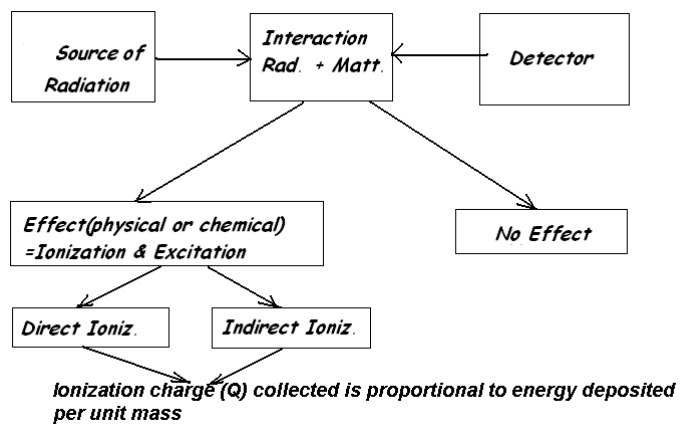 Source of
Radiation
Interaction
Rad. + Matt.
Detector
Effect(physical or chemical)
=Ionization & Excitation
No Effect
Direct Ioniz.
Indirect Ioniz.
Ionization charge (Q) collected is proportional to energy deposited
per unit mass